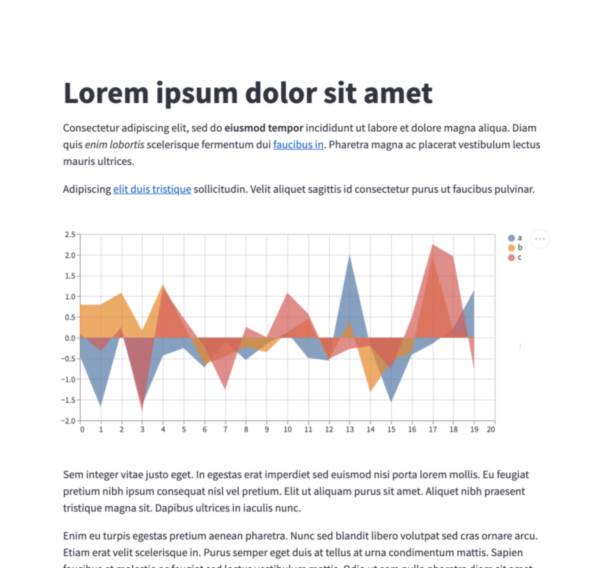 Lorem ipsum dolor sit amet
Consectetur adipiscing elit, sed do eiusmod tempor incididunt ut labore et dolore magna aliqua. Diam
quis enim lobortis scelerisque fermentum dui faucibus in. Pharetra magna ac placerat vestibulum lectus
mauris ultrices.
Adipiscing elit duis tristique sollicitudin. Velit aliquet sagittis id consectetur purus ut faucibus pulvinar.
2.5
2.0
1.5
1.0
0.5
0.0
−0.5
−1.0
−1.5
−2.0
0 1 2 3 4 5 6 7 8 9 10 11 12 13 14 15 16 17 18 19 20
a
b
c
Sem integer vitae justo eget. In egestas erat imperdiet sed euismod nisi porta lorem mollis. Eu feugiat
pretium nibh ipsum consequat nisl vel pretium. Elit ut aliquam purus sit amet. Aliquet nibh praesent
tristique magna sit. Dapibus ultrices in iaculis nunc.
Enim eu turpis egestas pretium aenean pharetra. Nunc sed blandit libero volutpat sed cras ornare arcu.
Etiam erat velit scelerisque in. Purus semper eget duis at tellus at urna condimentum mattis. Sapien